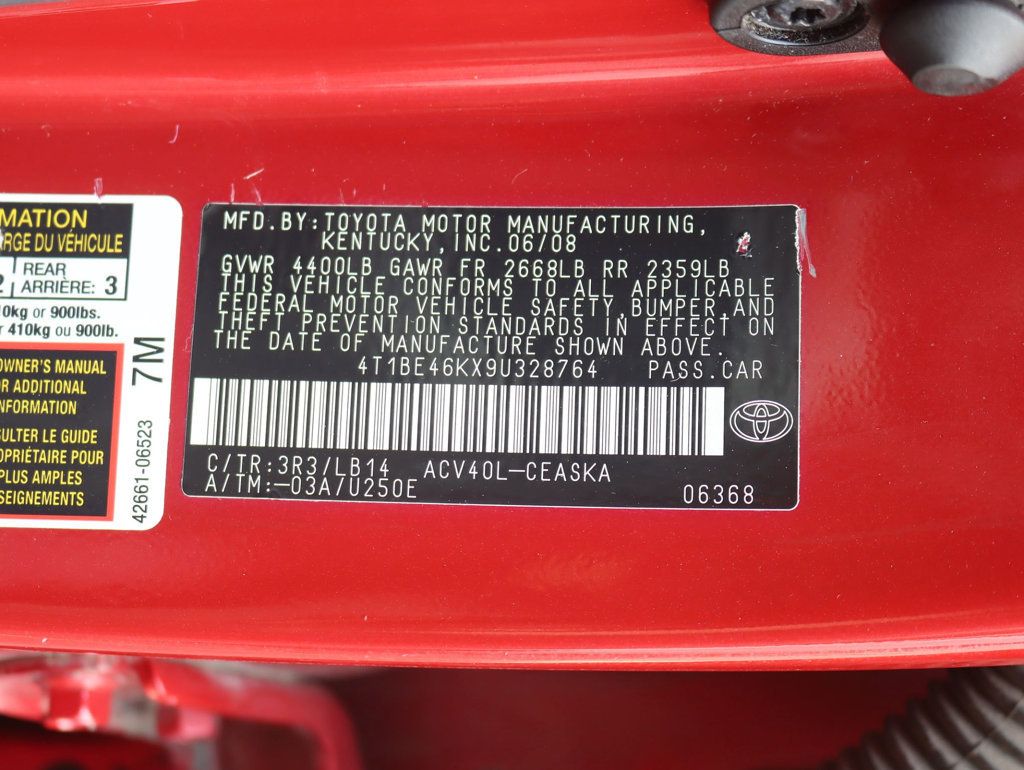 MATION
RGE DU VÉHICULE
2 REAR
ARRIÈRE: 3
0kg or 900lbs.
r 410kg ou 900lb.
OWNER'S MANUAL
R ADDITIONAL
NFORMATION
SULTER LE GUIDE
OPRIÉTAIRE POUR
PLUS AMPLES
SEIGNEMENTS
7M
42661-06523
MFD.BY:TOYOTA MOTOR MANUFACTURING,
KENTUCKY,INC.06/08
GVWR 4400LB GAWR FR 2668LB RR 2359LB
THIS VEHICLE CONFORMS TO ALL APPLICABLE
FEDERAL MOTOR VEHICLE SAFETY,BUMPER,AND
THEFT PREVENTION STANDARDS IN EFFECT ON
THE DATE OF MANUFACTURE SHOWN ABOVE.
4T1BE46KX9U328764 PASS.CAR
C/TR:3R3/LB14 ACV40L-CEASKA
A/TM:-03A/U250E 06368